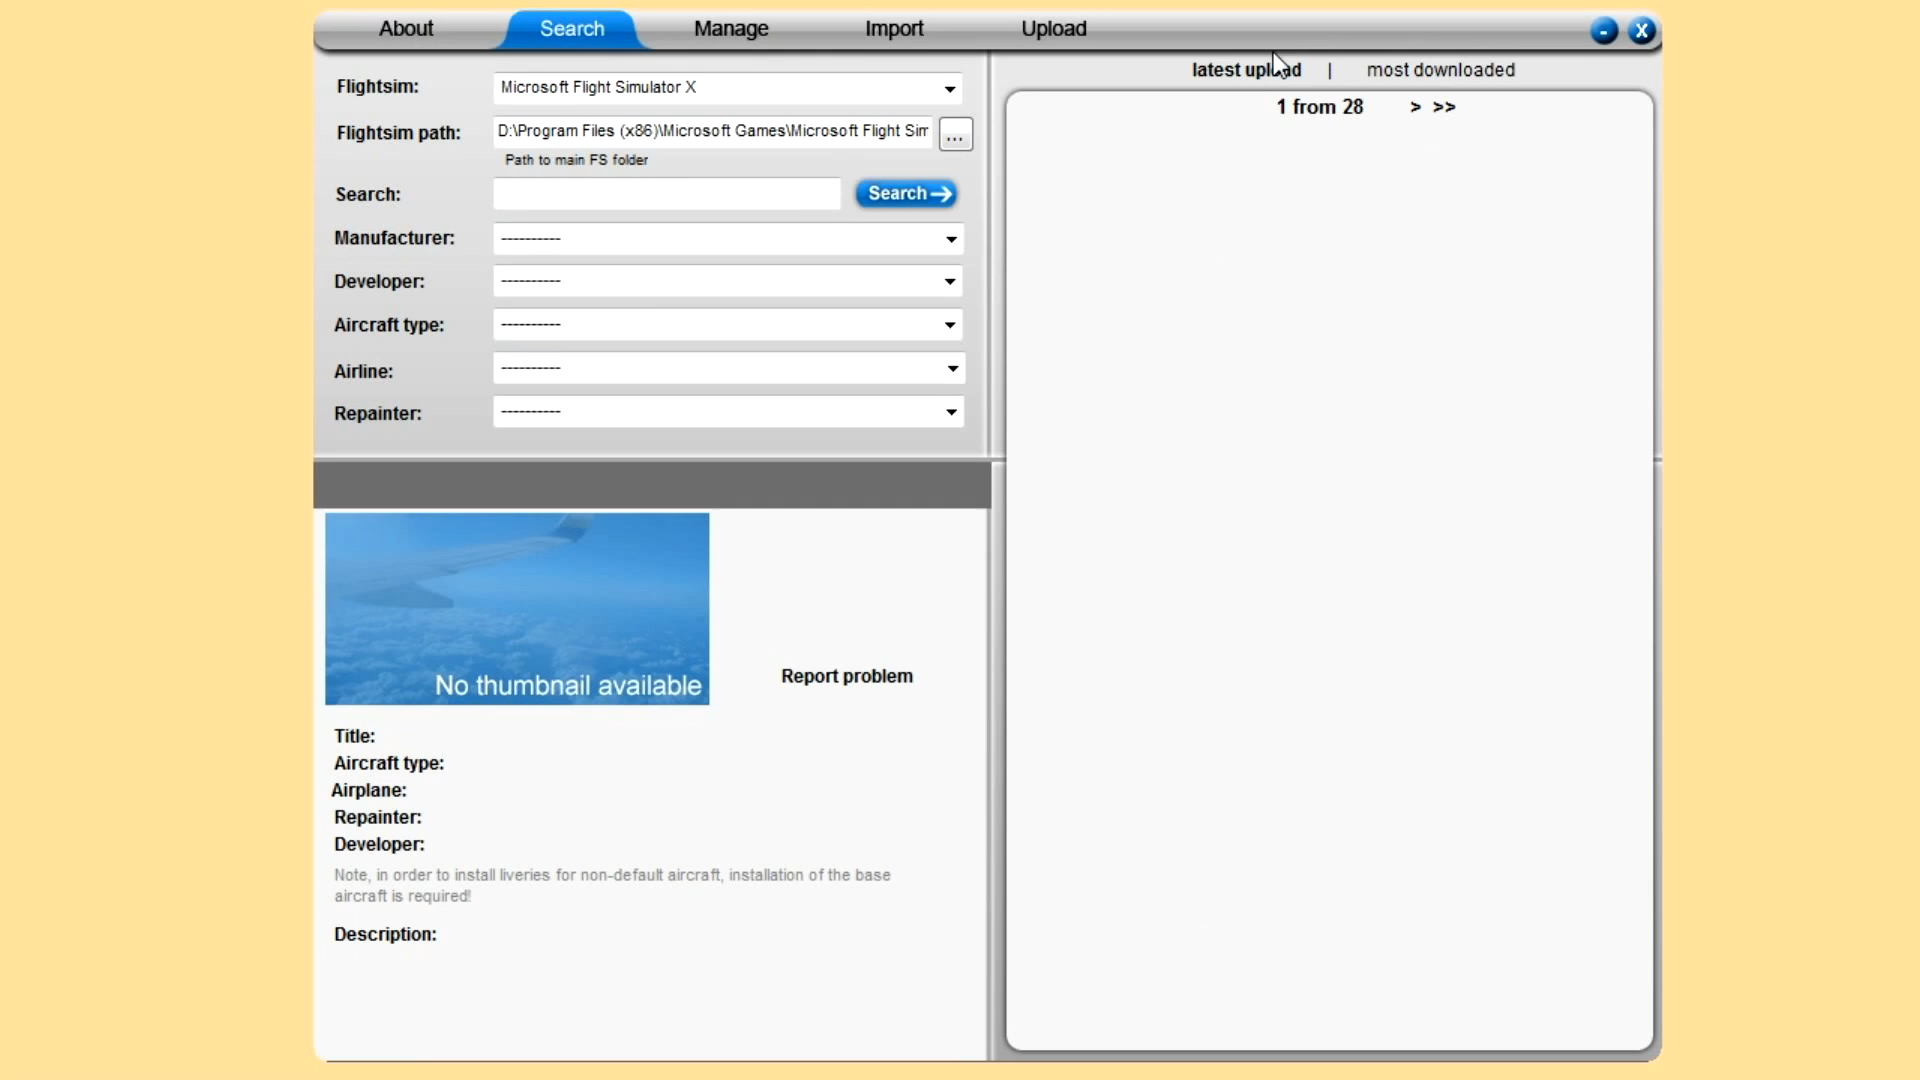 About Search Manage Import Upload - X
Flightsim: Microsoft Flight Simulator X
Flightsim path: D:\Program Files (x86)\Microsoft Games\Microsoft Flight Sim ...
Path to main FS folder
Search: Search
Manufacturer: ----------
Developer: ----------
Aircraft type: ----------
Airline: ----------
Repainter: ----------
latest upload | most downloaded
1 from 28 > >>
No thumbnail available
Report problem
Title:
Aircraft type:
Airplane:
Repainter:
Developer:
Note, in order to install liveries for non-default aircraft, installation of the base
aircraft is required!
Description: